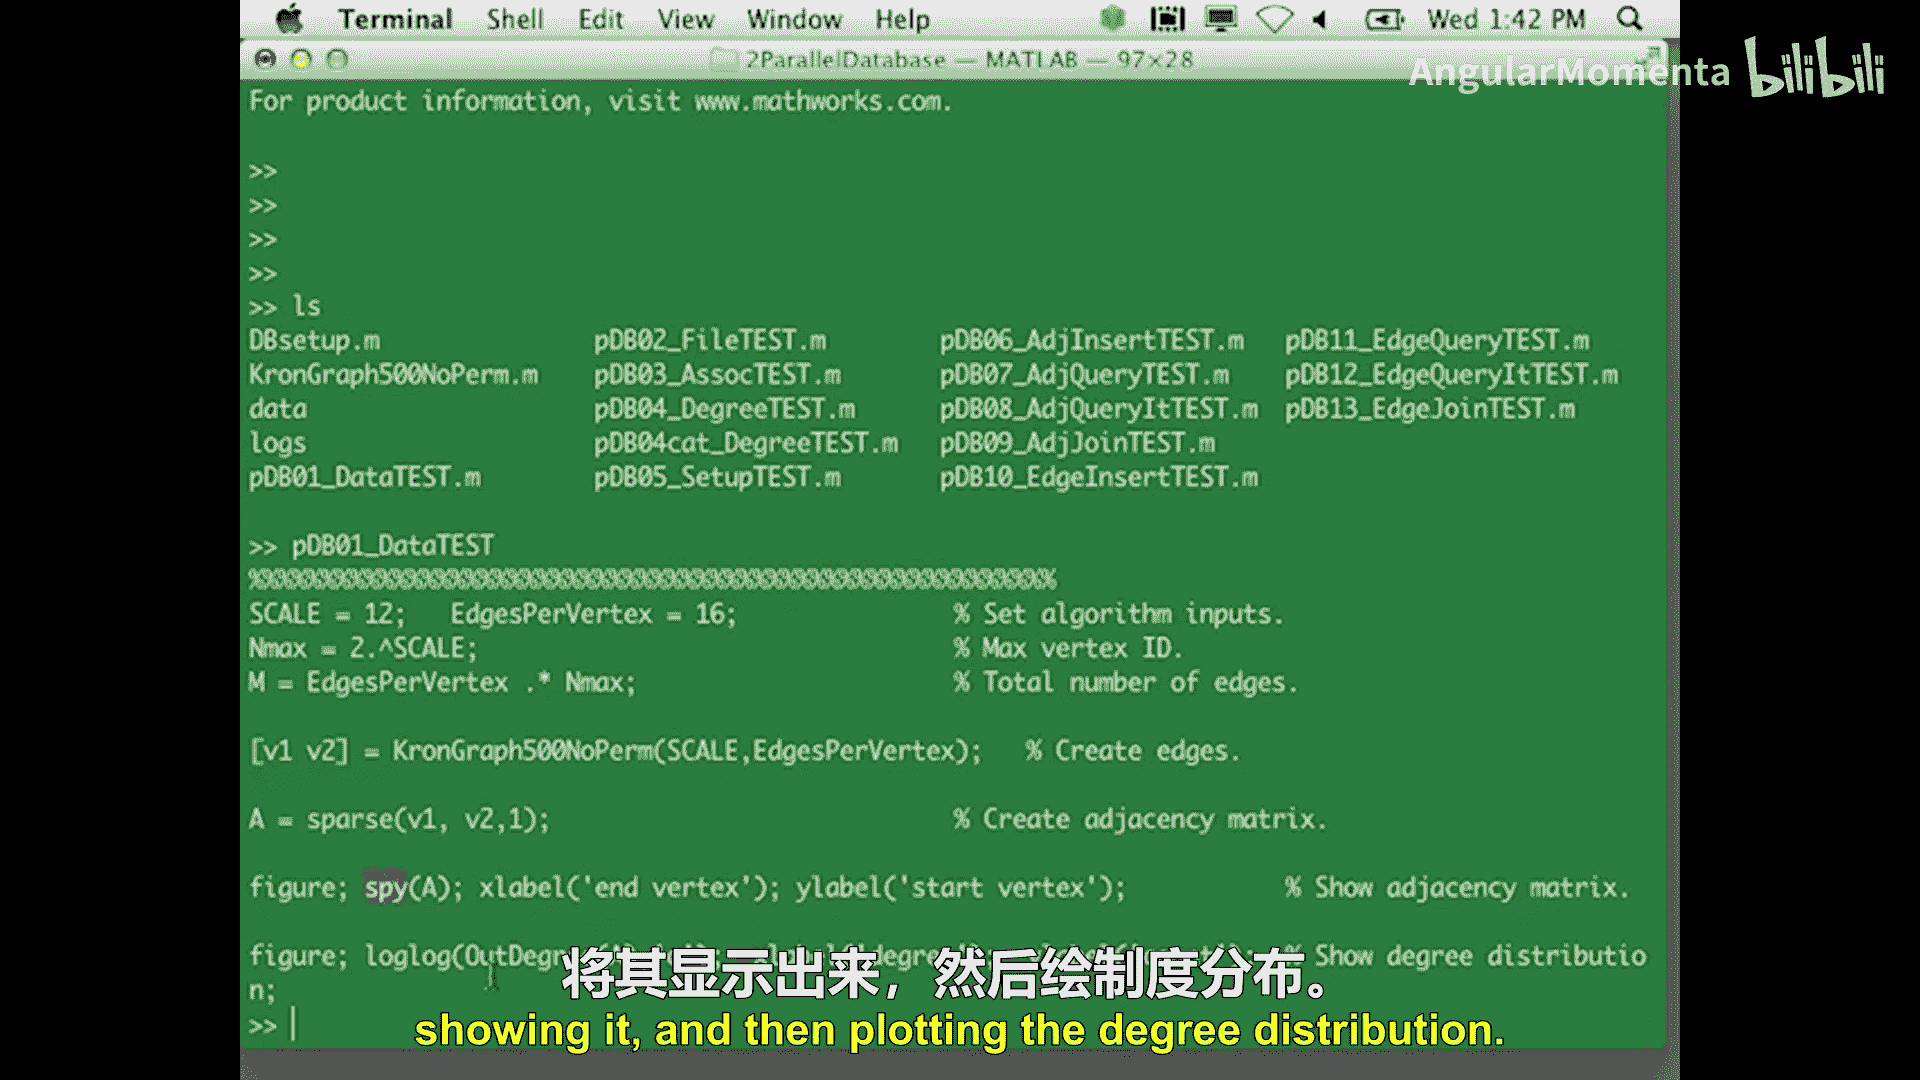 Terminal Shell Edit View Window Help Wed 1:42 PM
2ParallelDatabase — MATLAB — 97×28
AngularMomenta bilibili
For product information, visit www.mathworks.com.
>>
>>
>>
>>
>> ls
DBsetup.m pDB02_FileTEST.m pDB06_AdjInsertTEST.m pDB11_EdgeQueryTEST.m
KronGraph500NoPerm.m pDB03_AssocTEST.m pDB07_AdjQueryTEST.m pDB12_EdgeQueryItTEST.m
data pDB04_DegreeTEST.m pDB08_AdjQueryItTEST.m pDB13_EdgeJoinTEST.m
logs pDB04cat_DegreeTEST.m pDB09_AdjJoinTEST.m
pDB01_DataTEST.m pDB05_SetupTEST.m pDB10_EdgeInsertTEST.m
>> pDB01_DataTEST
%%%%%%%%%%%%%%%%%%%%%%%%%%%%%%%%%%%%%%%%%%%%%%%%%%%%%%%%
SCALE = 12; EdgesPerVertex = 16; % Set algorithm inputs.
Nmax = 2.^SCALE; % Max vertex ID.
M = EdgesPerVertex .* Nmax; % Total number of edges.
[v1 v2] = KronGraph500NoPerm(SCALE,EdgesPerVertex); % Create edges.
A = sparse(v1, v2,1); % Create adjacency matrix.
figure; spy(A); xlabel('end vertex'); ylabel('start vertex'); % Show adjacency matrix.
figure; % Show degree distributio
n;
>>
将其显示出来，然后绘制度分布。
showing it, and then plotting the degree distribution.